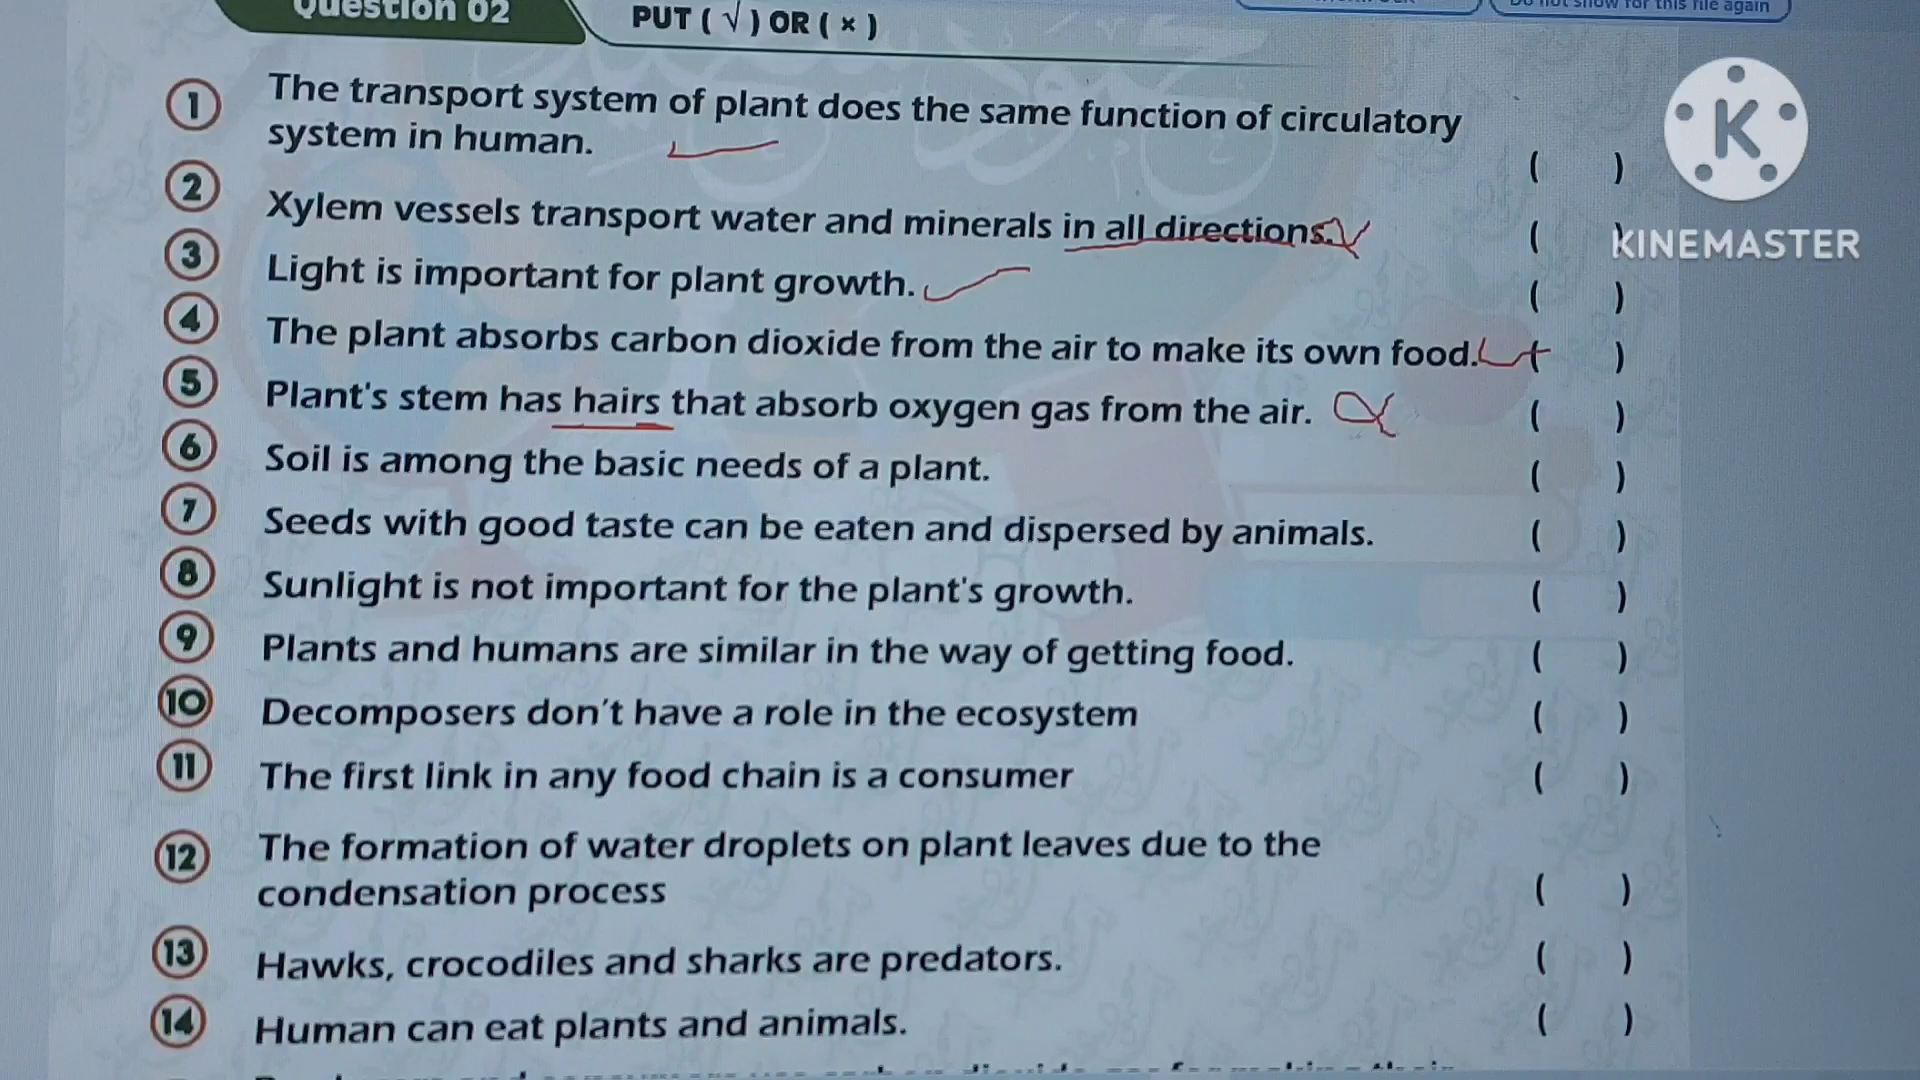 Question 02
PUT ( √ ) OR ( × )
Do not show for this file again
1 The transport system of plant does the same function of circulatory
system in human. ( )
2 Xylem vessels transport water and minerals in all directions. ( )
3 Light is important for plant growth. ( )
4 The plant absorbs carbon dioxide from the air to make its own food. ( )
5 Plant's stem has hairs that absorb oxygen gas from the air. ( )
6 Soil is among the basic needs of a plant. ( )
7 Seeds with good taste can be eaten and dispersed by animals. ( )
8 Sunlight is not important for the plant's growth. ( )
9 Plants and humans are similar in the way of getting food. ( )
10 Decomposers don't have a role in the ecosystem ( )
11 The first link in any food chain is a consumer ( )
12 The formation of water droplets on plant leaves due to the
condensation process ( )
13 Hawks, crocodiles and sharks are predators. ( )
14 Human can eat plants and animals. ( )
K
KINEMASTER